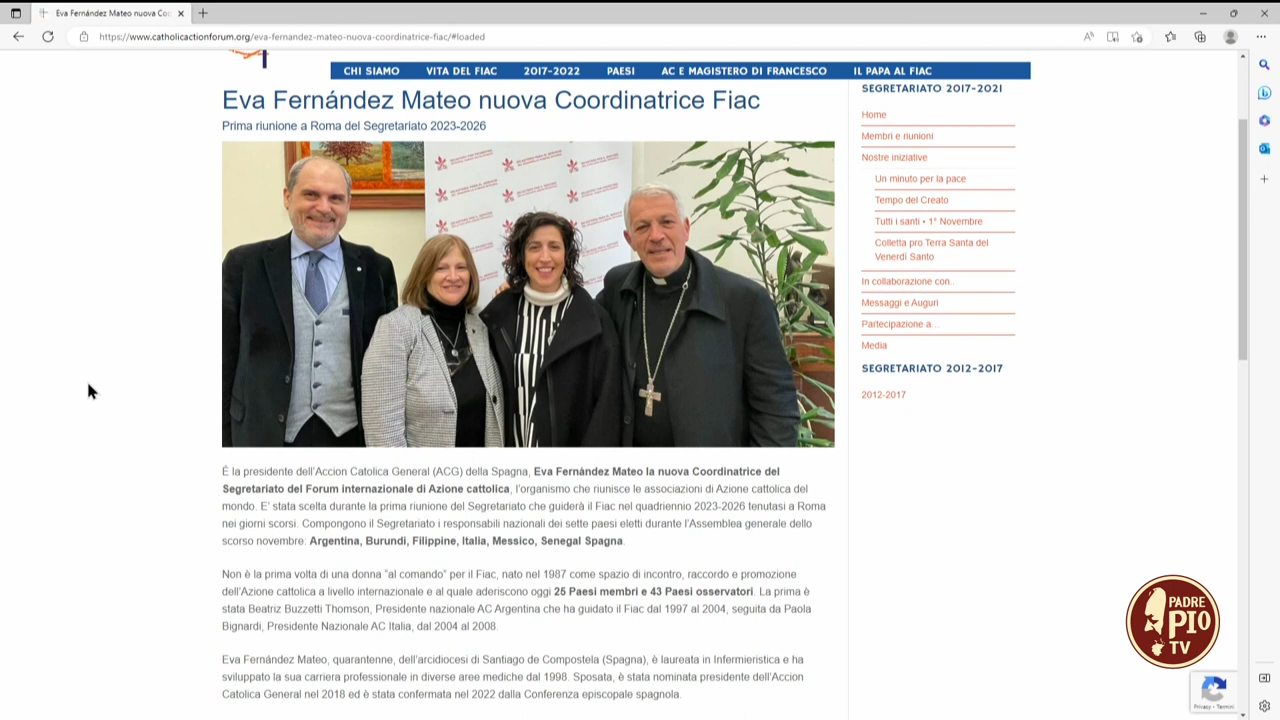 Eva Fernández Mateo nuova Coo
https://www.catholicactionforum.org/eva-fernandez-mateo-nuova-coordinatrice-fiac/#loaded
CHI SIAMO VITA DEL FIAC 2017-2022 PAESI AC E MAGISTERO DI FRANCESCO IL PAPA AL FIAC
Eva Fernández Mateo nuova Coordinatrice Fiac
Prima riunione a Roma del Segretariato 2023-2026
È la presidente dell'Accion Catolica General (ACG) della Spagna, Eva Fernàndez Mateo la nuova Coordinatrice del
Segretariato del Forum internazionale di Azione cattolica, l'organismo che riunisce le associazioni di Azione cattolica del
mondo. E' stata scelta durante la prima riunione del Segretariato che guiderà il Fiac nel quadriennio 2023-2026 tenutasi a Roma
nei giorni scorsi. Compongono il Segretariato i responsabili nazionali dei sette paesi eletti durante l'Assemblea generale dello
scorso novembre: Argentina, Burundi, Filippine, Italia, Messico, Senegal Spagna.
Non è la prima volta di una donna "al comando" per il Fiac, nato nel 1987 come spazio di incontro, raccordo e promozione
dell'Azione cattolica a livello internazionale e al quale aderiscono oggi 25 Paesi membri e 43 Paesi osservatori. La prima è
stata Beatriz Buzzetti Thomson, Presidente nazionale AC Argentina che ha guidato il Fiac dal 1997 al 2004, seguita da Paola
Bignardi, Presidente Nazionale AC Italia, dal 2004 al 2008.
Eva Fernández Mateo, quarantenne, dell'arcidiocesi di Santiago de Compostela (Spagna), è laureata in Infermieristica e ha
sviluppato la sua carriera professionale in diverse aree mediche dal 1998. Sposata, è stata nominata presidente dell'Accion
Catolica General nel 2018 ed è stata confermata nel 2022 dalla Conferenza episcopale spagnola.
SEGRETARIATO 2017-2021
Home
Membri e riunioni
Nostre iniziative
Un minuto per la pace
Tempo del Creato
Tutti i santi • 1° Novembre
Colletta pro Terra Santa del
Venerdì Santo
In collaborazione con..
Messaggi e Auguri
Partecipazione a...
Media
SEGRETARIATO 2012-2017
2012-2017
PADRE
PIO
TV
Privacy - Termini